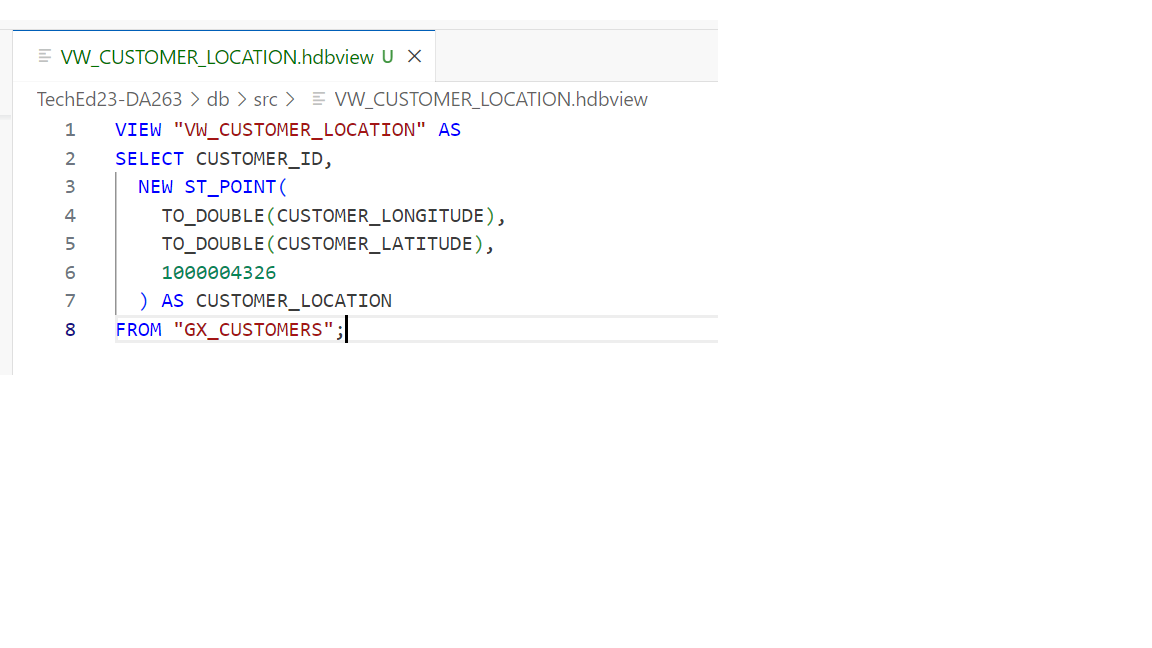 VW_CUSTOMER_LOCATION.hdbview U
TechEd23-DA263 > db > src > VW_CUSTOMER_LOCATION.hdbview
1 VIEW "VW_CUSTOMER_LOCATION" AS
2 SELECT CUSTOMER_ID,
3 NEW ST_POINT(
4 TO_DOUBLE(CUSTOMER_LONGITUDE),
5 TO_DOUBLE(CUSTOMER_LATITUDE),
6 1000004326
7 ) AS CUSTOMER_LOCATION
8 FROM "GX_CUSTOMERS";